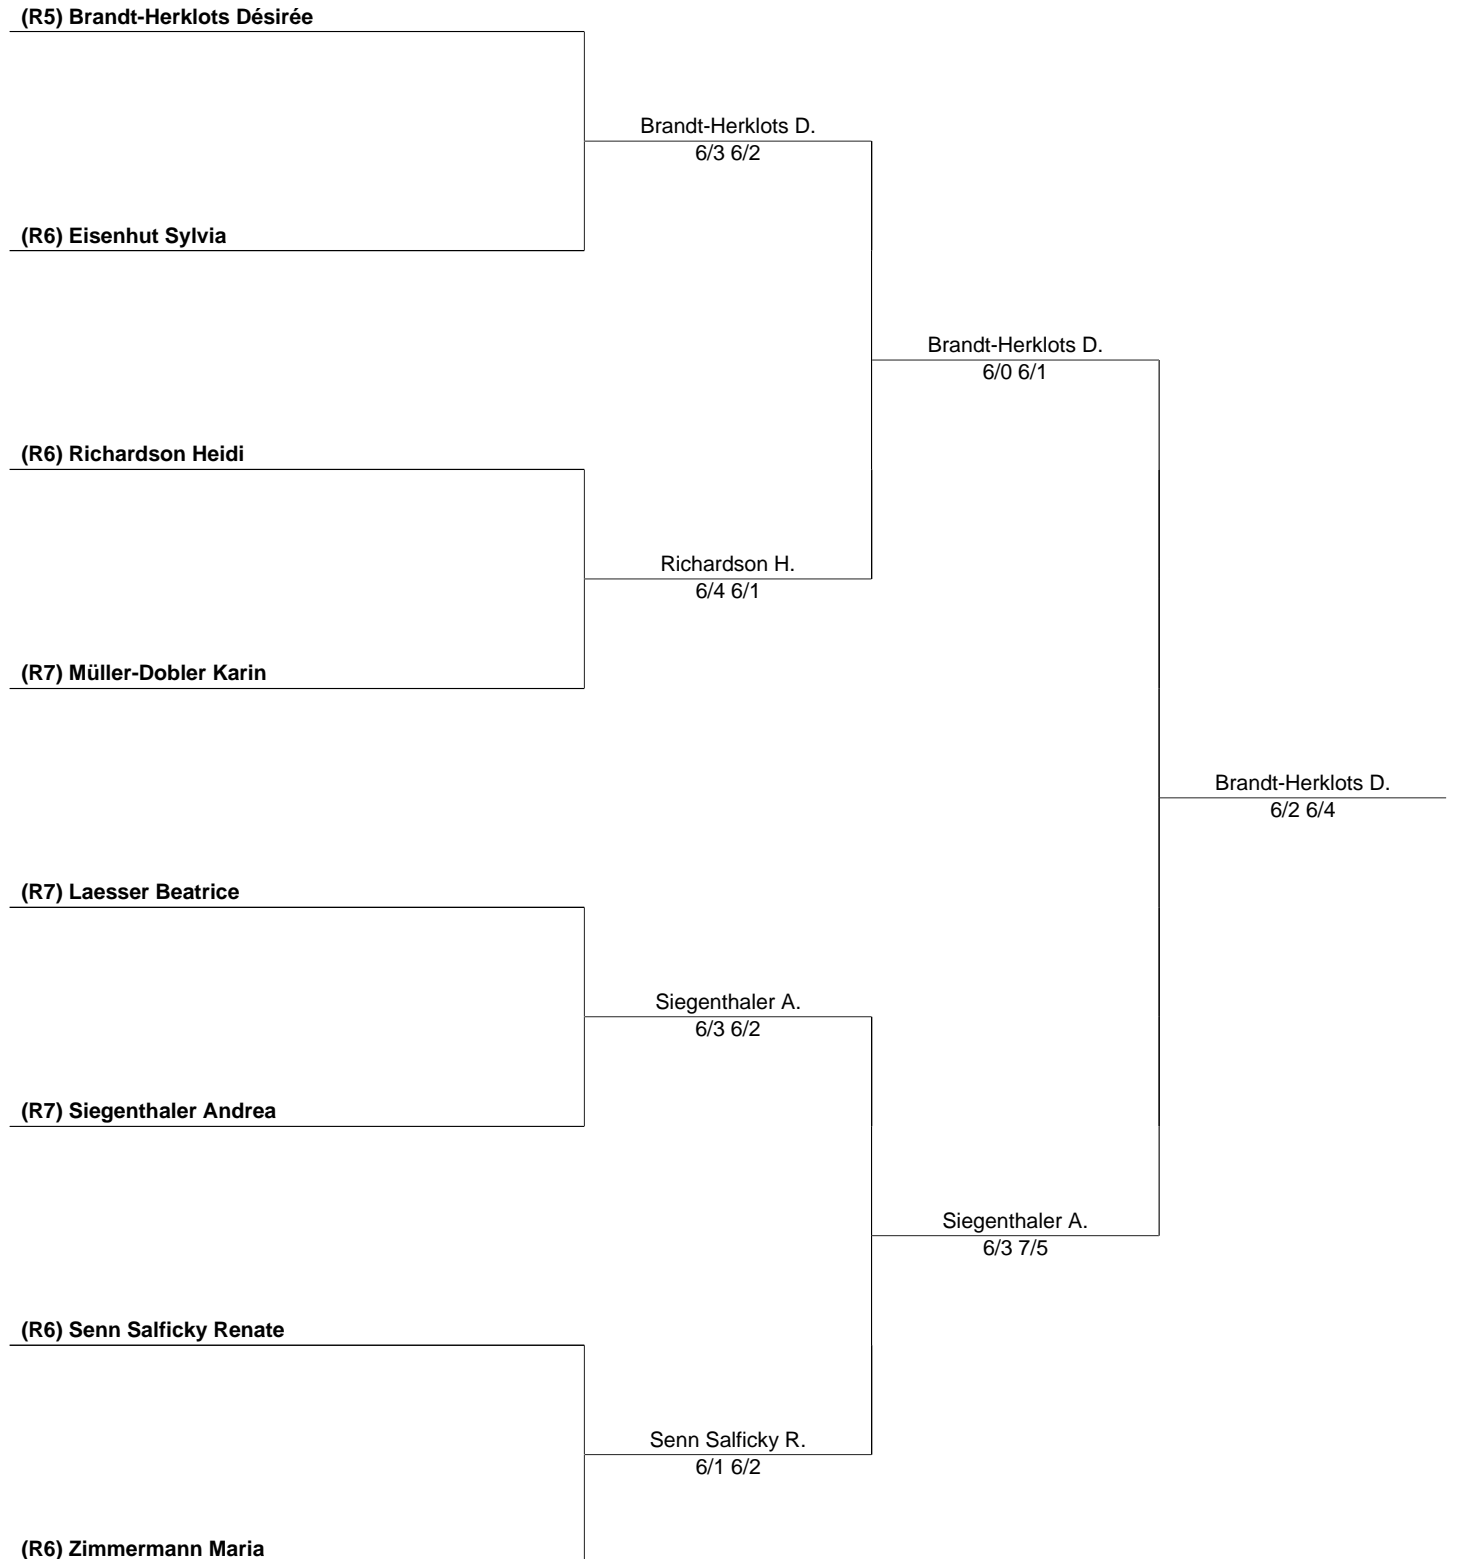 (R5) Brandt-Herklots Désirée
Brandt-Herklots D.
6/3 6/2
(R6) Eisenhut Sylvia
Brandt-Herklots D.
6/0 6/1
(R6) Richardson Heidi
Richardson H.
6/4 6/1
(R7) Müller-Dobler Karin
Brandt-Herklots D.
6/2 6/4
(R7) Laesser Beatrice
Siegenthaler A.
6/3 6/2
(R7) Siegenthaler Andrea
Siegenthaler A.
6/3 7/5
(R6) Senn Salficky Renate
Senn Salficky R.
6/1 6/2
(R6) Zimmermann Maria